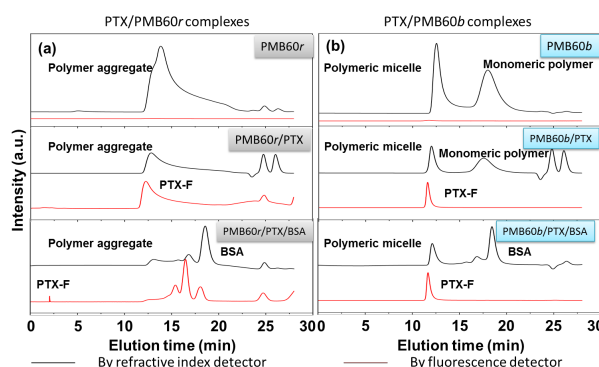 PTX/PMB60r complexes
PTX/PMB60b complexes
(a)
PMB60r
Polymer aggregate
Polymer aggregate
PMB60r/PTX
PTX-F
Polymer aggregate
PMB60r/PTX/BSA
BSA
PTX-F
0 5 10 15 20 25 30
Elution time (min)
Intensity (a.u.)
(b)
PMB60b
Polymeric micelle
Monomeric polymer
Polymeric micelle
PMB60b/PTX
Monomeric polymer
PTX-F
Polymeric micelle
PMB60b/PTX/BSA
BSA
PTX-F
5 10 15 20 25 30
Elution time (min)
By refractive index detector
By fluorescence detector